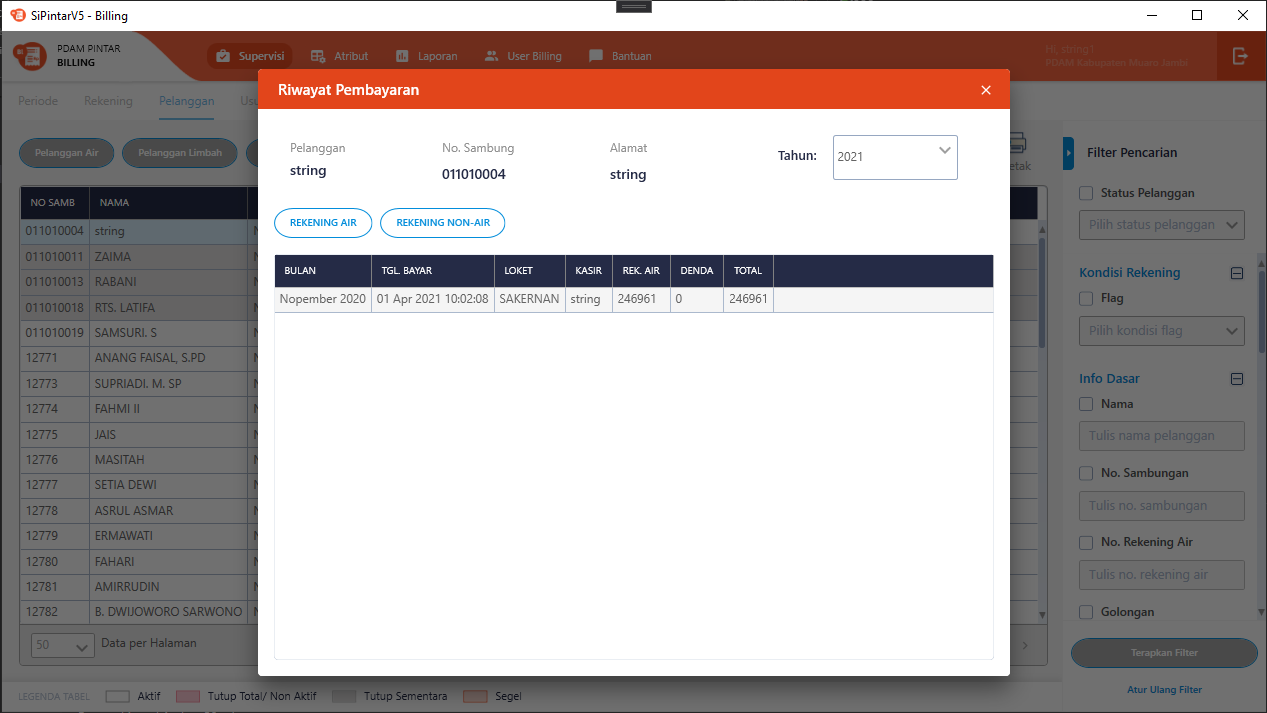 SiPintarV5 - Billing
PDAM PINTAR
BILLING
Supervisi
Atribut
Laporan
User Billing
Bantuan
Hi, string1
PDAM Kabupaten Muaro Jambi
Periode
Rekening
Pelanggan
Pelanggan Air
Pelanggan Limbah
NO SAMB NAMA
011010004 string
011010011 ZAIMA
011010013 RABANI
011010018 RTS. LATIFA
011010019 SAMSURI. S
12771 ANANG FAISAL, S.PD
12773 SUPRIADI. M. SP
12774 FAHMI II
12775 JAIS
12776 MASITAH
12777 SETIA DEWI
12778 ASRUL ASMAR
12779 ERMAWATI
12780 FAHARI
12781 AMIRRUDIN
12782 B. DWIJOWORO SARWONO
50 Data per Halaman
LEGENDA TABEL Aktif Tutup Total/ Non Aktif Tutup Sementara Segel
Riwayat Pembayaran
Pelanggan
string
No. Sambung
011010004
Alamat
string
Tahun: 2021
REKENING AIR
REKENING NON-AIR
BULAN TGL. BAYAR LOKET KASIR REK. AIR DENDA TOTAL
Nopember 2020 01 Apr 2021 10:02:08 SAKERNAN string 246961 0 246961
Filter Pencarian
Status Pelanggan
Pilih status pelanggan
Kondisi Rekening
Flag
Pilih kondisi flag
Info Dasar
Nama
Tulis nama pelanggan
No. Sambungan
Tulis no. sambungan
No. Rekening Air
Tulis no. rekening air
Golongan
Terapkan Filter
Atur Ulang Filter